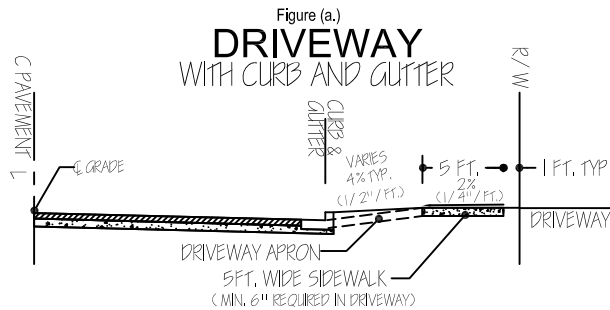 Figure (a.)
DRIVEWAY
WITH CURB AND GUTTER
C PAVEMENT L
CURB &
GUTTER
R/W
℄ GRADE
VARIES
4% TYP.
(1/2"/FT.)
5 FT.
2%
(1/4"/FT.)
1 FT. TYP
DRIVEWAY
DRIVEWAY APRON
5FT. WIDE SIDEWALK
(MIN. 6" REQUIRED IN DRIVEWAY)